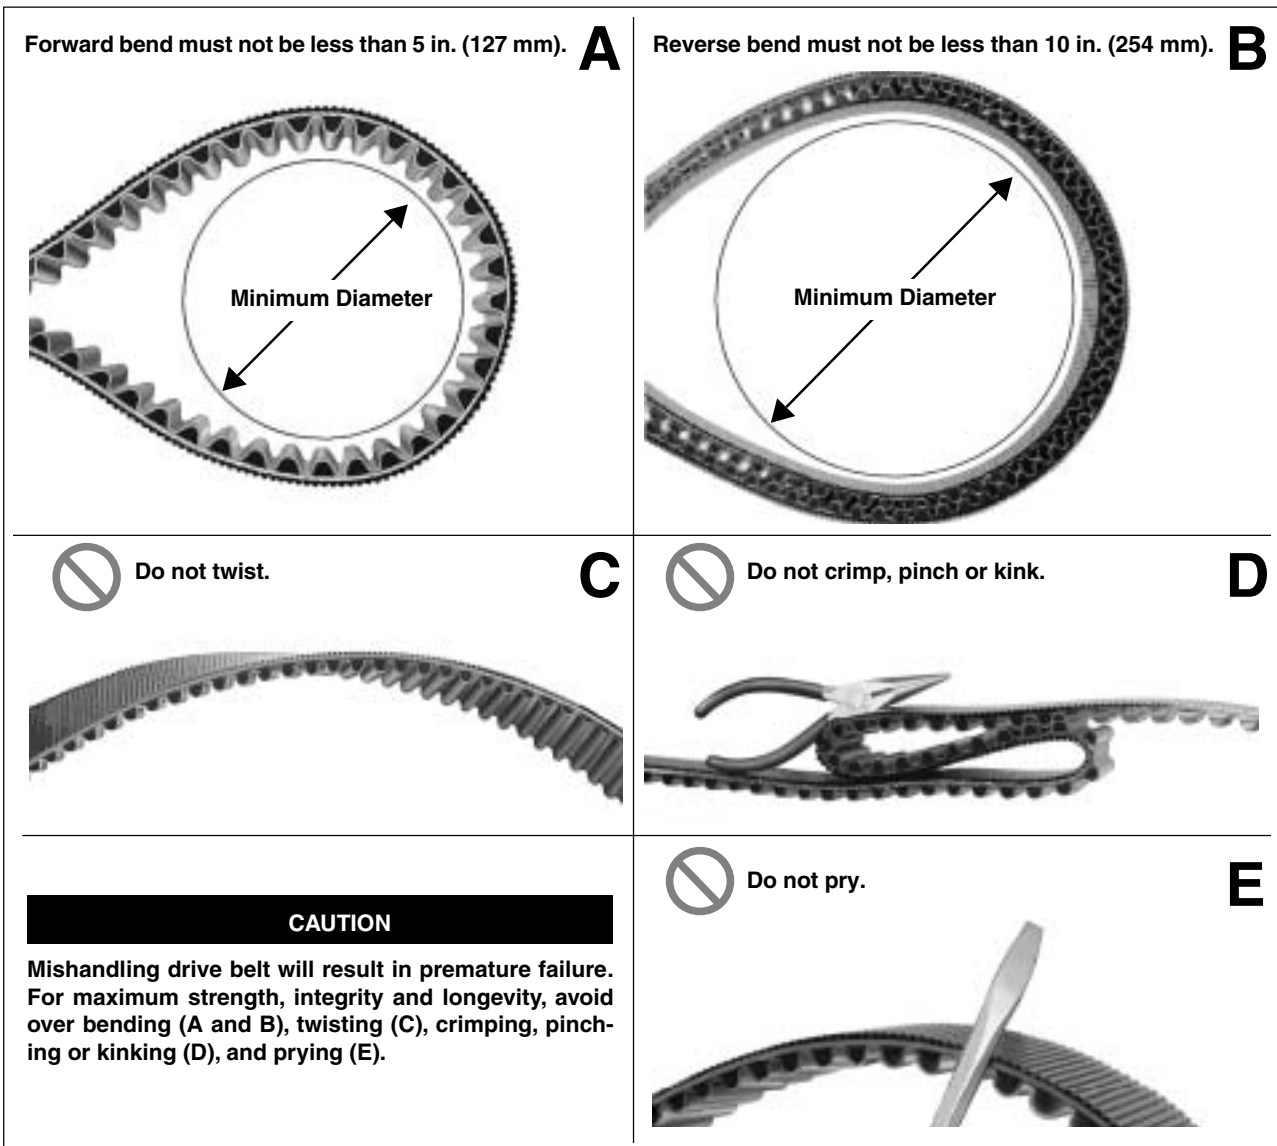 Forward bend must not be less than 5 in. (127 mm). A
Minimum Diameter
Reverse bend must not be less than 10 in. (254 mm). B
Minimum Diameter
Do not twist. C
Do not crimp, pinch or kink. D
CAUTION
Mishandling drive belt will result in premature failure.
For maximum strength, integrity and longevity, avoid
over bending (A and B), twisting (C), crimping, pinch-
ing or kinking (D), and prying (E).
Do not pry. E